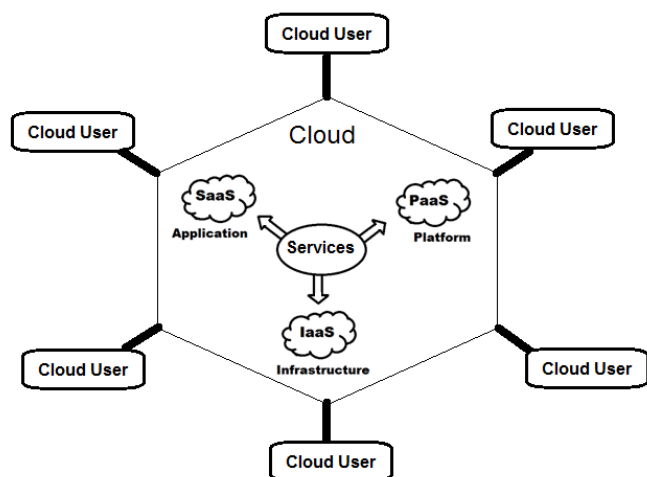 Cloud User
Cloud User
Cloud User
Cloud
SaaS
PaaS
Application
Services
Platform
IaaS
Infrastructure
Cloud User
Cloud User
Cloud User